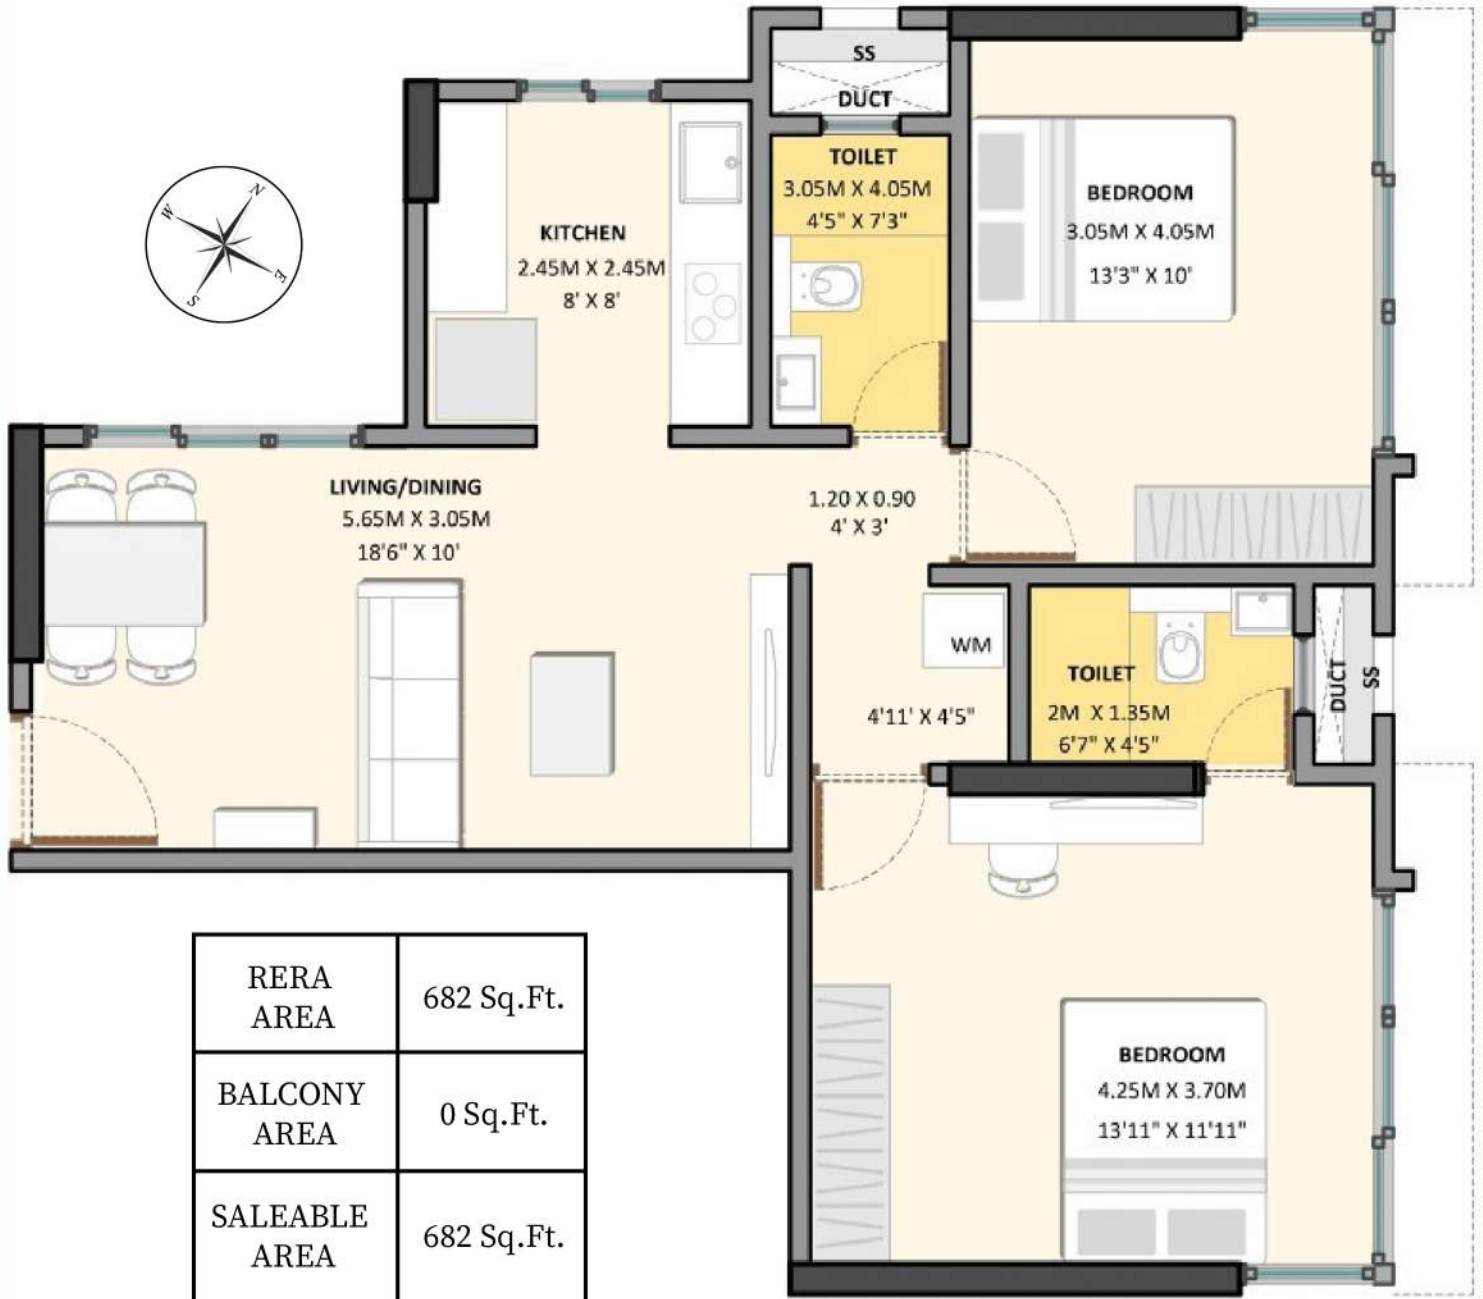 SS
DUCT
TOILET
3.05M X 4.05M
4'5" X 7'3"
BEDROOM
3.05M X 4.05M
13'3" X 10'
N
W
E
S
KITCHEN
2.45M X 2.45M
8' X 8'
LIVING/DINING
5.65M X 3.05M
18'6" X 10'
1.20 X 0.90
4' X 3'
WM
4'11' X 4'5"
TOILET
2M X 1.35M
6'7" X 4'5"
DUCT
SS
BEDROOM
4.25M X 3.70M
13'11" X 11'11"
RERA
AREA
682 Sq.Ft.
BALCONY
AREA
0 Sq.Ft.
SALEABLE
AREA
682 Sq.Ft.